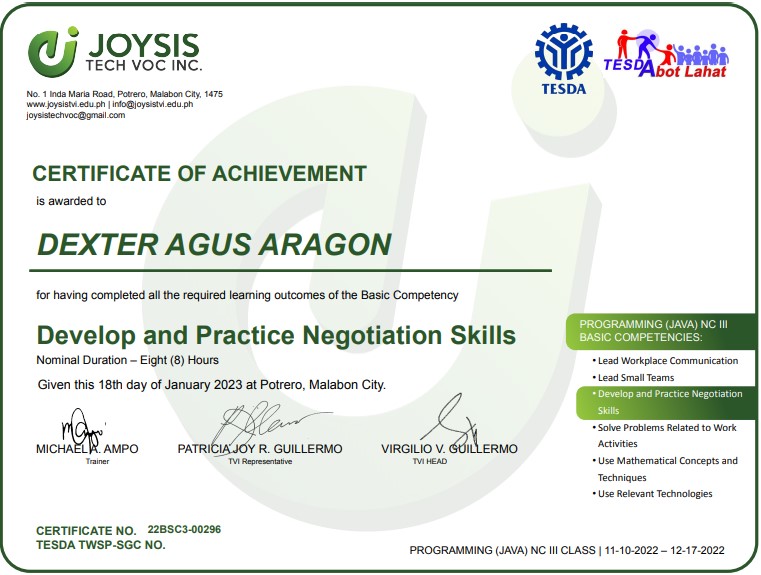 JOYSIS
TECH VOC INC.
No. 1 Inda Maria Road, Potrero, Malabon City, 1475
www.joysistvi.edu.ph | info@joysistvi.edu.ph
joysistechvoc@gmail.com
TESDA
TESDA Abot Lahat
CERTIFICATE OF ACHIEVEMENT
is awarded to
DEXTER AGUS ARAGON
for having completed all the required learning outcomes of the Basic Competency
Develop and Practice Negotiation Skills
Nominal Duration – Eight (8) Hours
Given this 18th day of January 2023 at Potrero, Malabon City.
MICHAEL A. AMPO
Trainer
PATRICIA JOY R. GUILLERMO
TVI Representative
VIRGILIO V. GUILLERMO
TVI HEAD
PROGRAMMING (JAVA) NC III
BASIC COMPETENCIES:
• Lead Workplace Communication
• Lead Small Teams
• Develop and Practice Negotiation
Skills
• Solve Problems Related to Work
Activities
• Use Mathematical Concepts and
Techniques
• Use Relevant Technologies
CERTIFICATE NO. 22BSC3-00296
TESDA TWSP-SGC NO.
PROGRAMMING (JAVA) NC III CLASS | 11-10-2022 – 12-17-2022